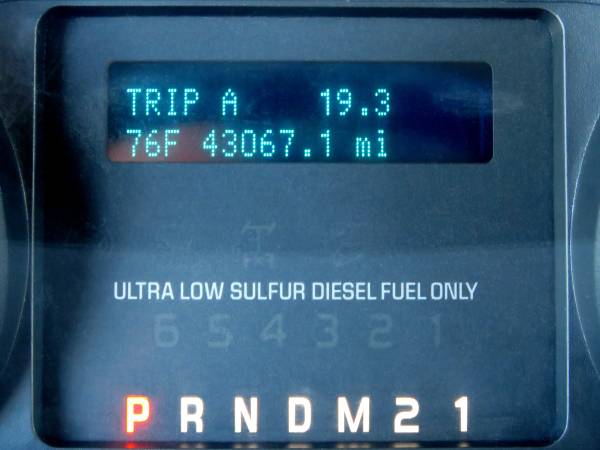 TRIP A 19.3
76F 43067.1 mi
ULTRA LOW SULFUR DIESEL FUEL ONLY
6 5 4 3 2 1
P R N D M 2 1